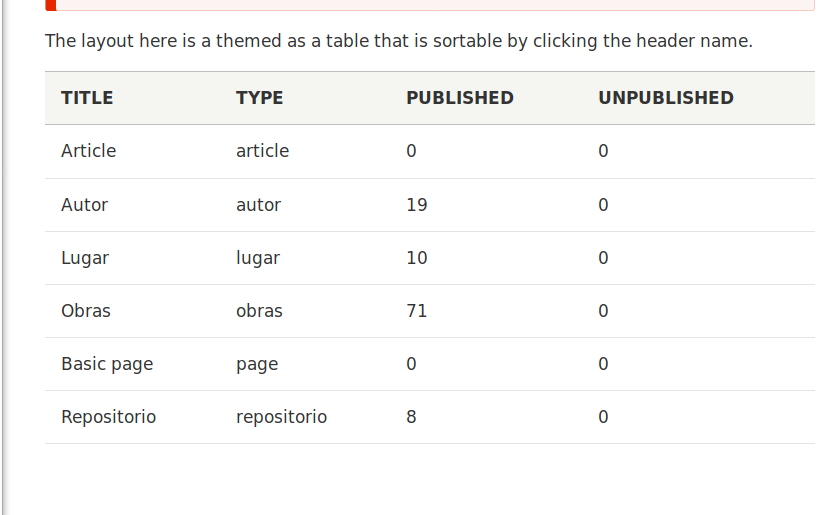 The layout here is a themed as a table that is sortable by clicking the header name.
TITLE TYPE PUBLISHED UNPUBLISHED
Article article 0 0
Autor autor 19 0
Lugar lugar 10 0
Obras obras 71 0
Basic page page 0 0
Repositorio repositorio 8 0